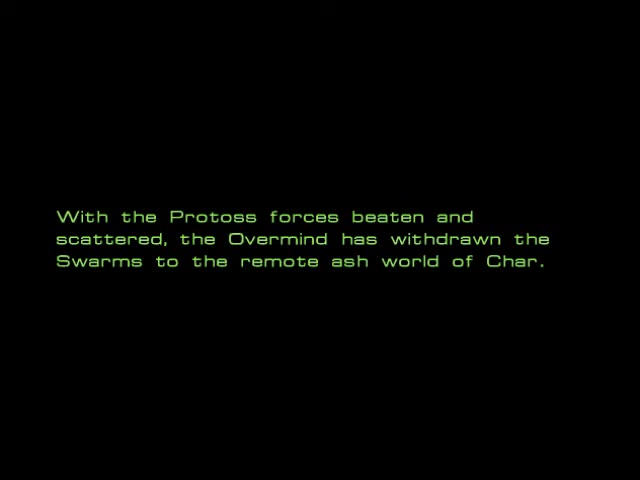 With the Protoss forces beaten and
scattered, the Overmind has withdrawn the
Swarms to the remote ash world of Char.